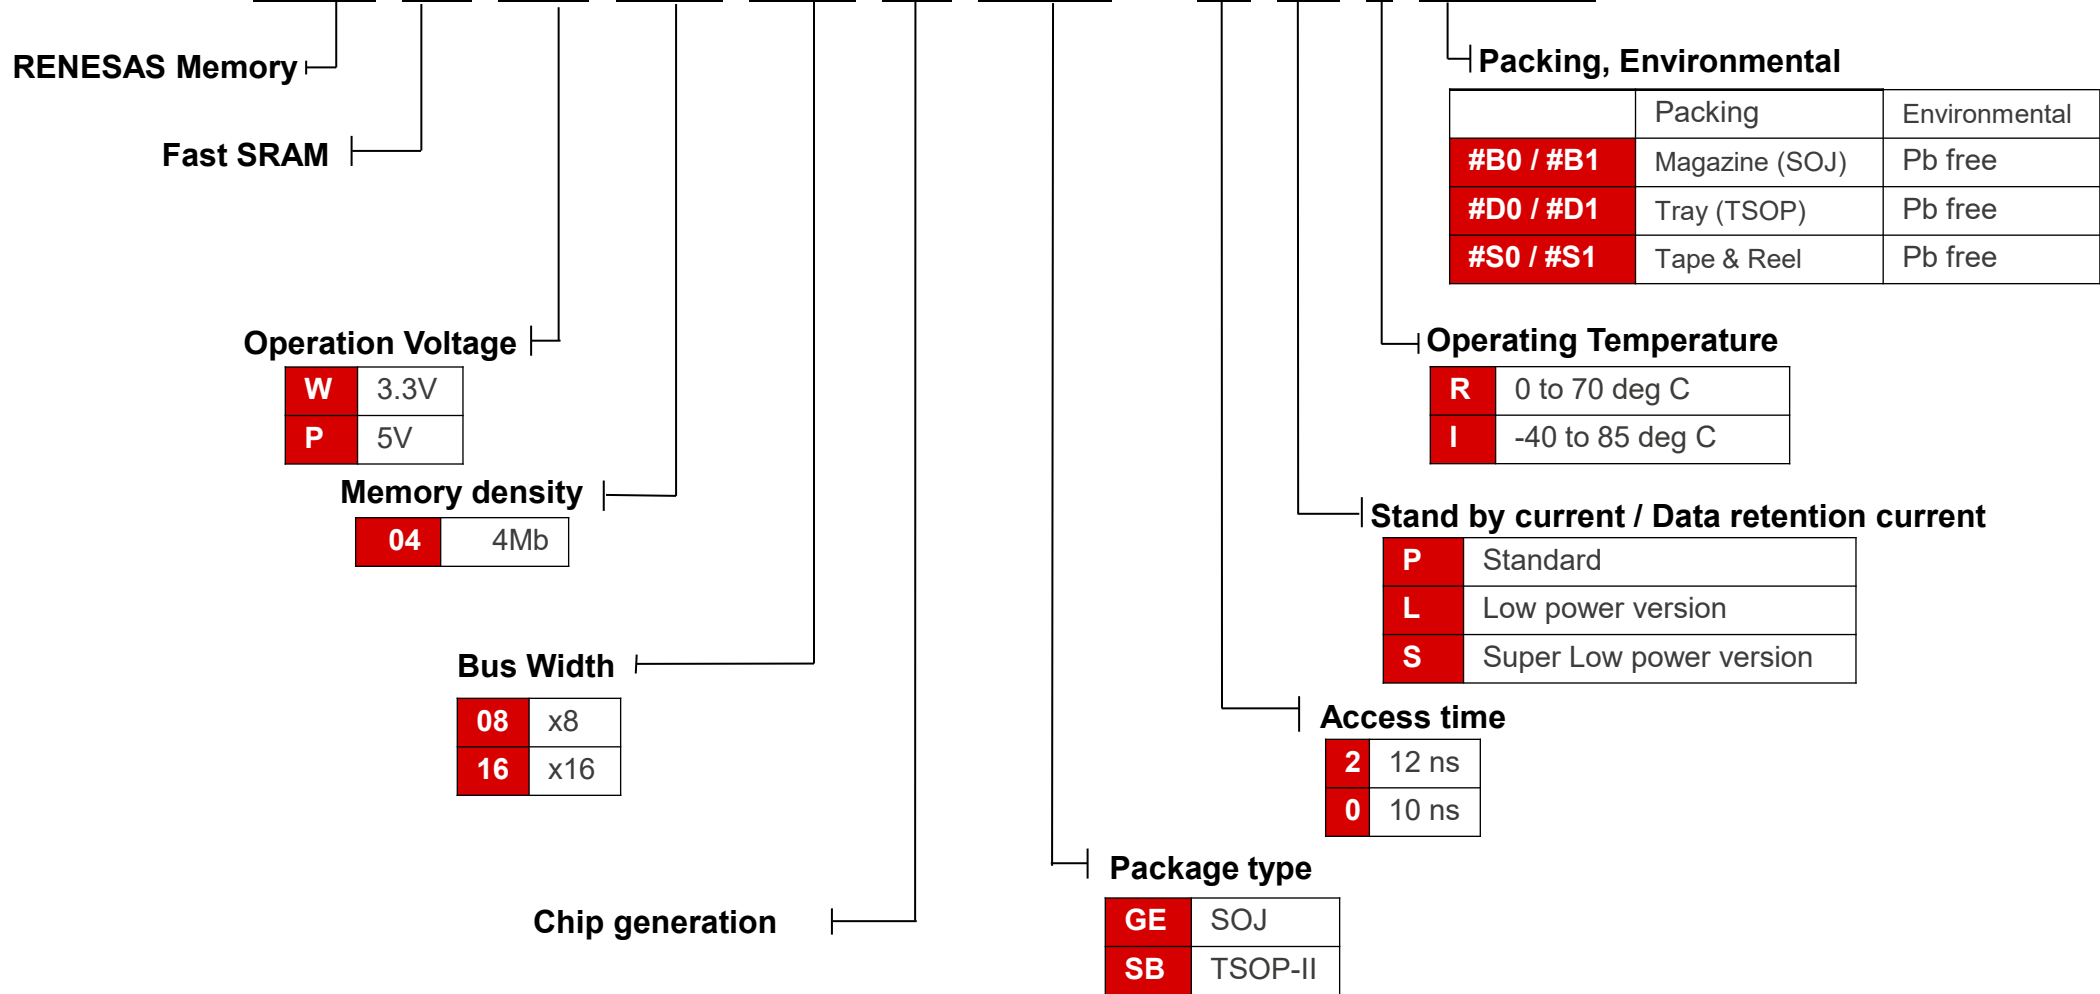 RENESAS Memory
Fast SRAM
Packing, Environmental
Packing Environmental
#B0 / #B1 Magazine (SOJ) Pb free
#D0 / #D1 Tray (TSOP) Pb free
#S0 / #S1 Tape & Reel Pb free
Operation Voltage
W 3.3V
P 5V
Operating Temperature
R 0 to 70 deg C
I -40 to 85 deg C
Memory density
04 4Mb
Stand by current / Data retention current
P Standard
L Low power version
S Super Low power version
Bus Width
08 x8
16 x16
Access time
2 12 ns
0 10 ns
Package type
GE SOJ
SB TSOP-II
Chip generation